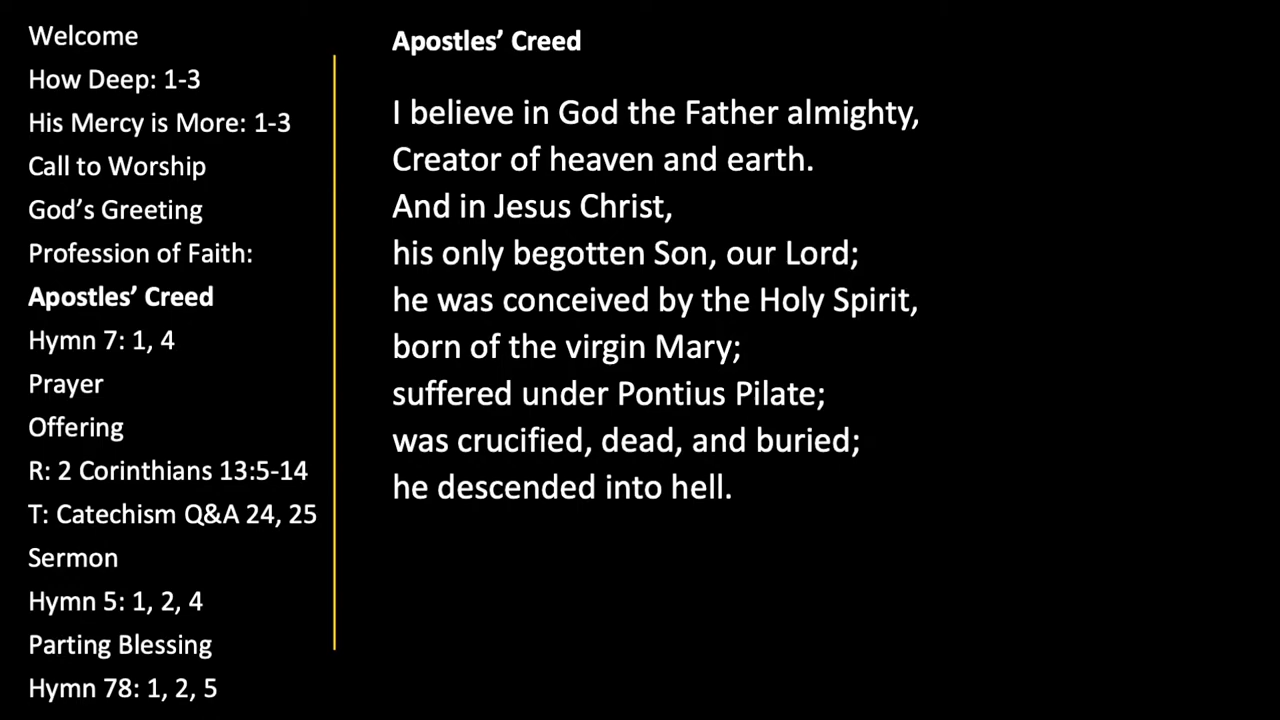 Welcome
How Deep: 1-3
His Mercy is More: 1-3
Call to Worship
God’s Greeting
Profession of Faith:
Apostles’ Creed
Hymn 7: 1, 4
Prayer
Offering
R: 2 Corinthians 13:5-14
T: Catechism Q&A 24, 25
Sermon
Hymn 5: 1, 2, 4
Parting Blessing
Hymn 78: 1, 2, 5
Apostles’ Creed
I believe in God the Father almighty,
Creator of heaven and earth.
And in Jesus Christ,
his only begotten Son, our Lord;
he was conceived by the Holy Spirit,
born of the virgin Mary;
suffered under Pontius Pilate;
was crucified, dead, and buried;
he descended into hell.